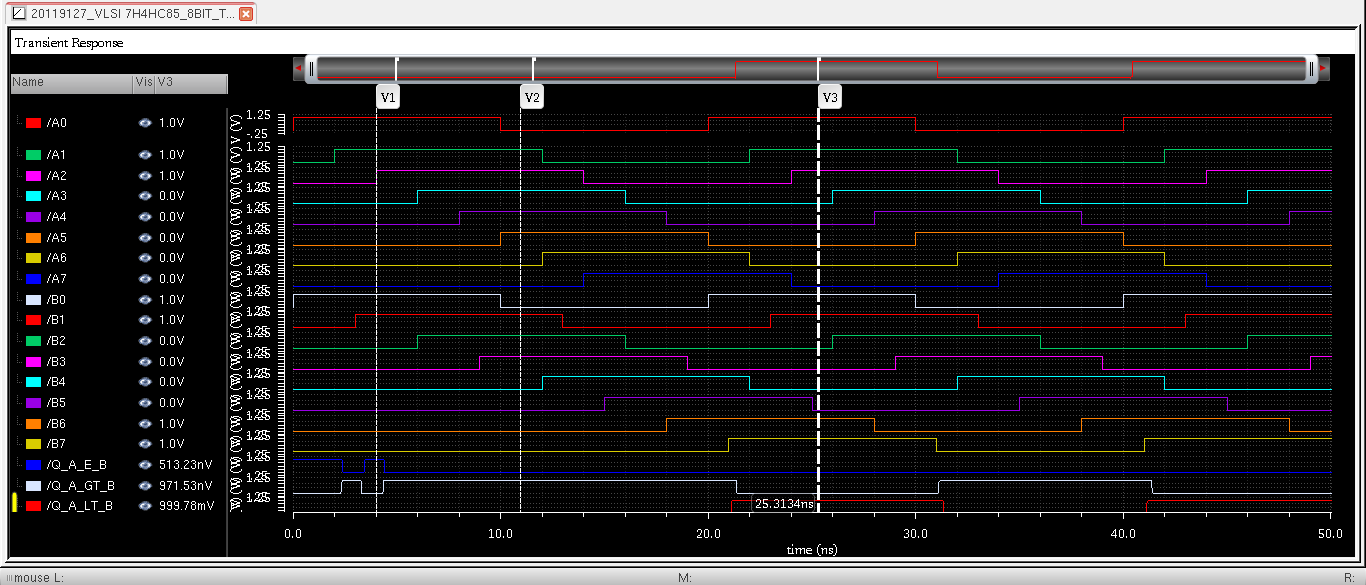 20119127_VLSI 7H4HC85_8BIT_T...
Transient Response
Name Vis V3
V1 V2 V3
/A0 1.0V
/A1 1.0V
/A2 1.0V
/A3 0.0V
/A4 0.0V
/A5 0.0V
/A6 0.0V
/A7 0.0V
/B0 1.0V
/B1 1.0V
/B2 0.0V
/B3 0.0V
/B4 0.0V
/B5 0.0V
/B6 1.0V
/B7 1.0V
/Q_A_E_B 513.23nV
/Q_A_GT_B 971.53nV
/Q_A_LT_B 999.78mV
1.25
-.25
1.25
25.3134ns
0.0 10.0 20.0 30.0 40.0 50.0
time (ns)
mouse L: M: R: